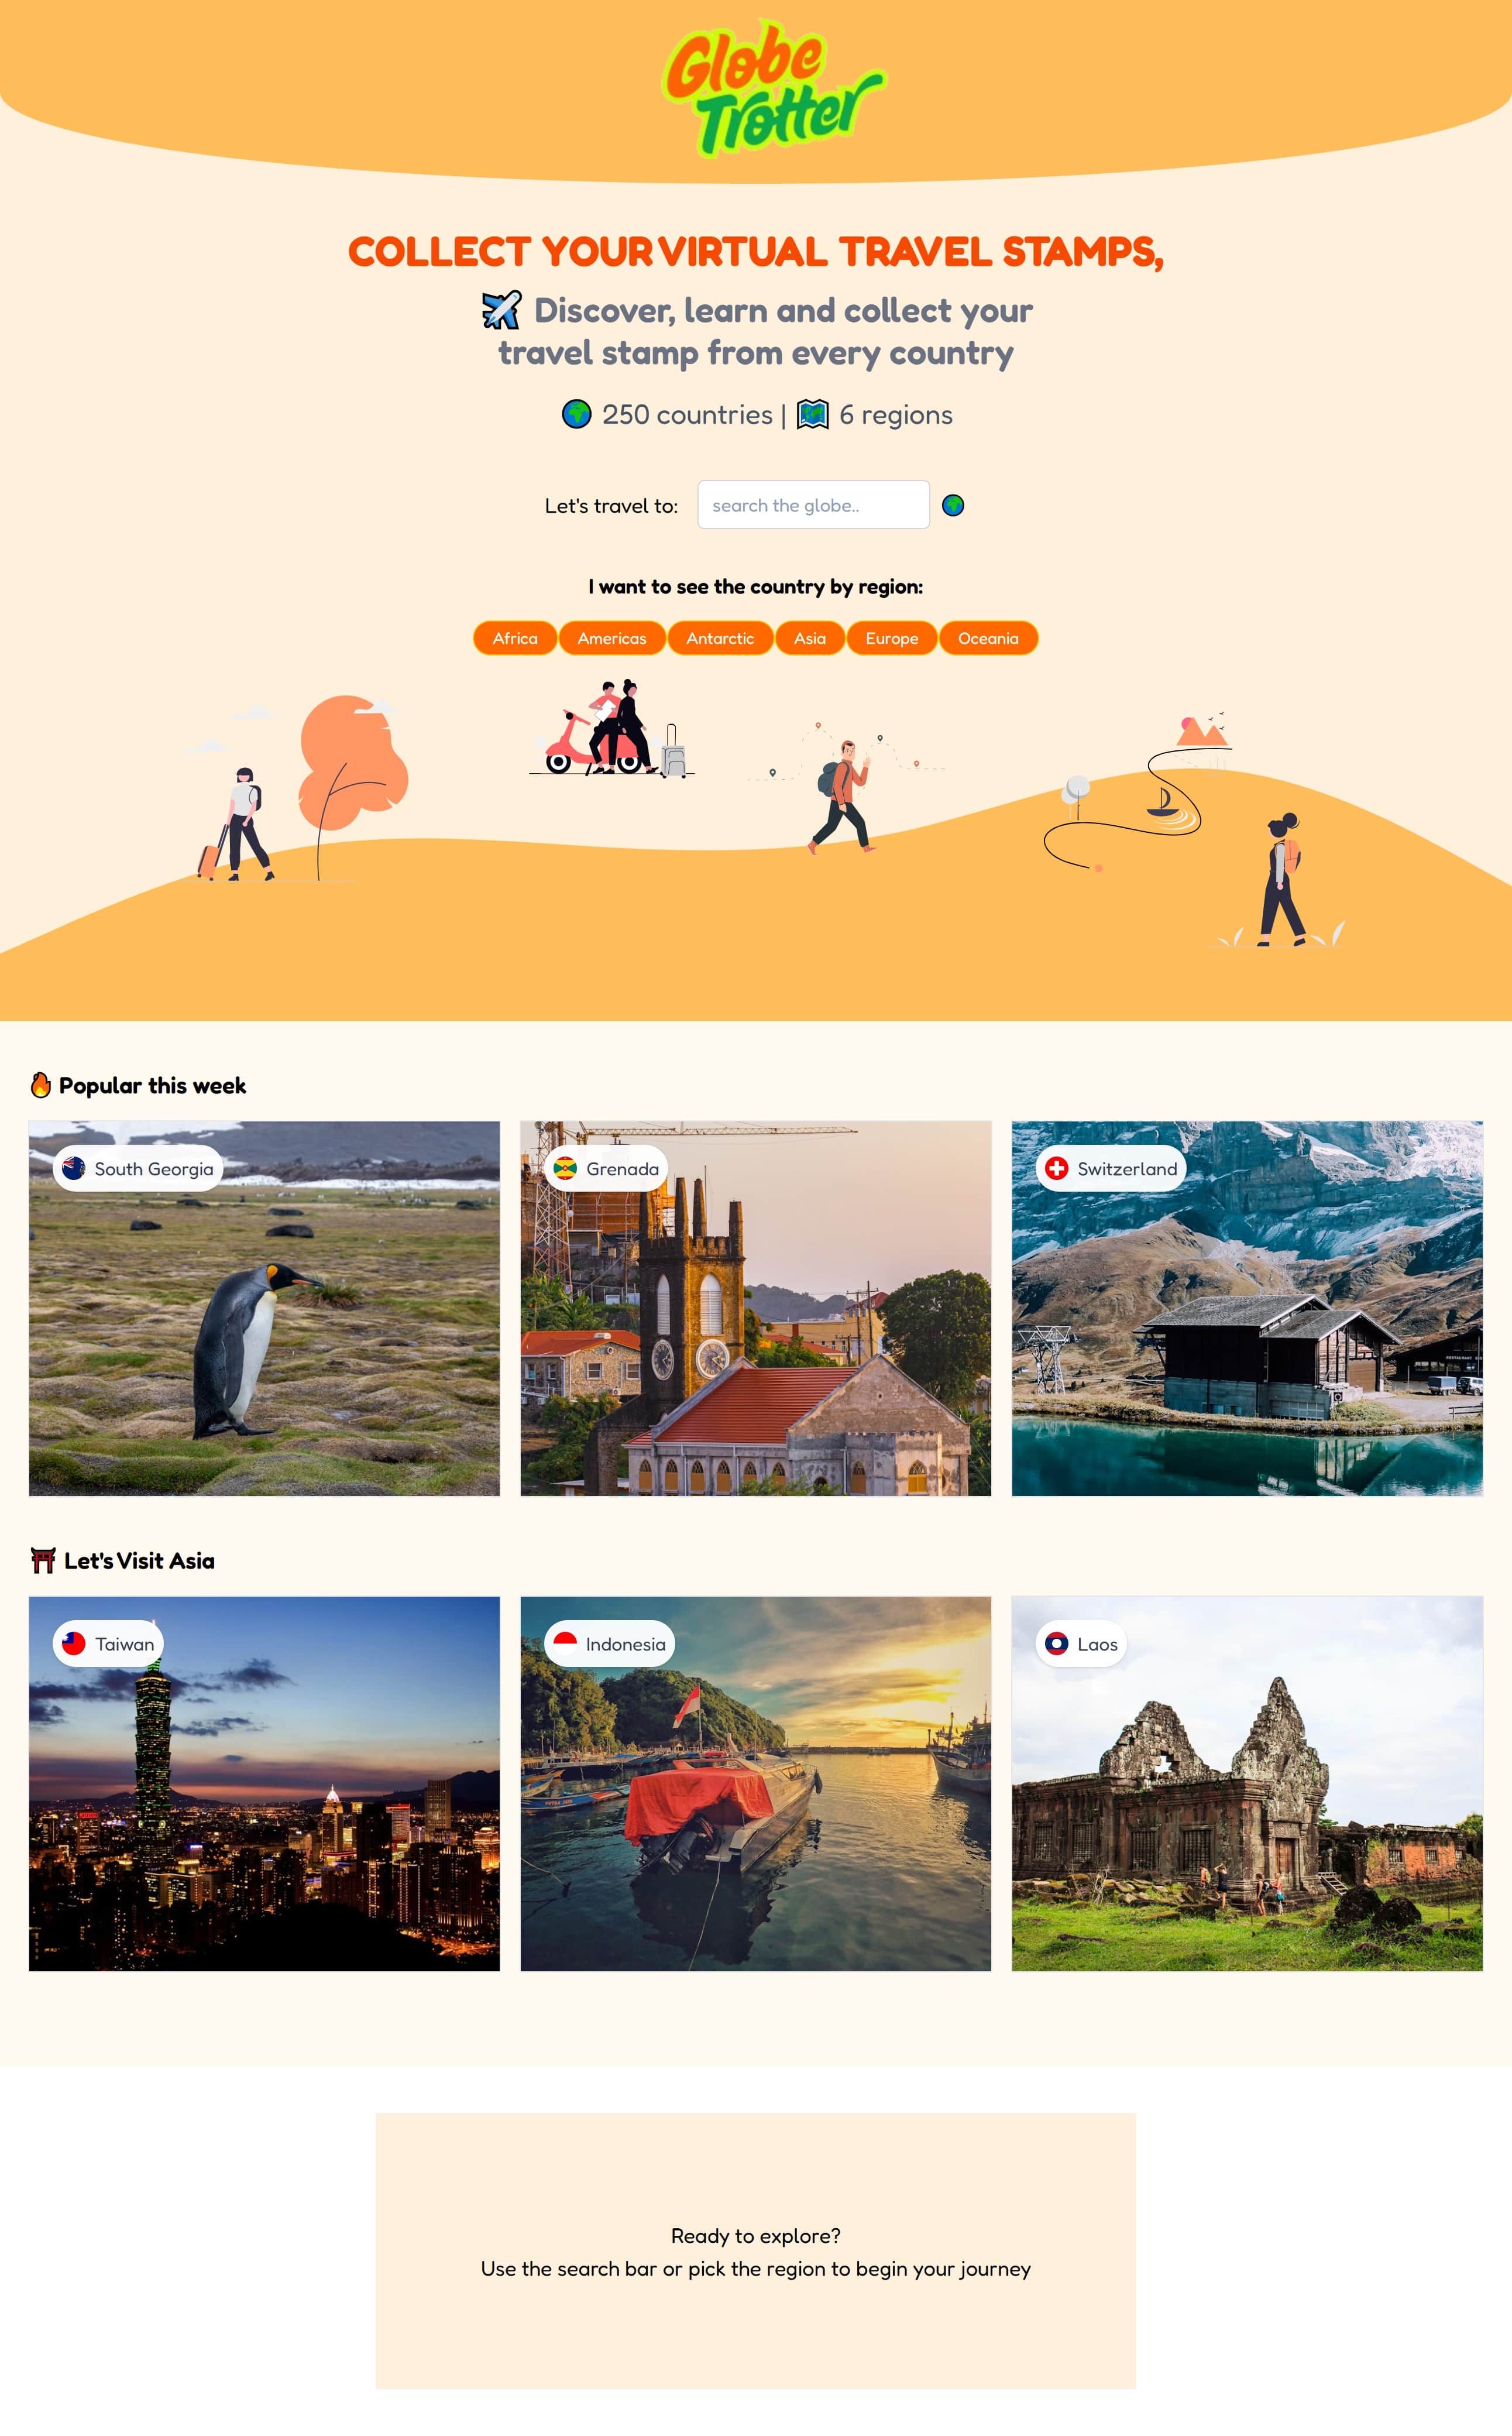 Globe
Trotter
COLLECT YOUR VIRTUAL TRAVEL STAMPS,
Discover, learn and collect your
travel stamp from every country
250 countries | 6 regions
Let's travel to: search the globe..
I want to see the country by region:
Africa Americas Antarctic Asia Europe Oceania
Popular this week
South Georgia Grenada Switzerland
Let's Visit Asia
Taiwan Indonesia Laos
Ready to explore?
Use the search bar or pick the region to begin your journey